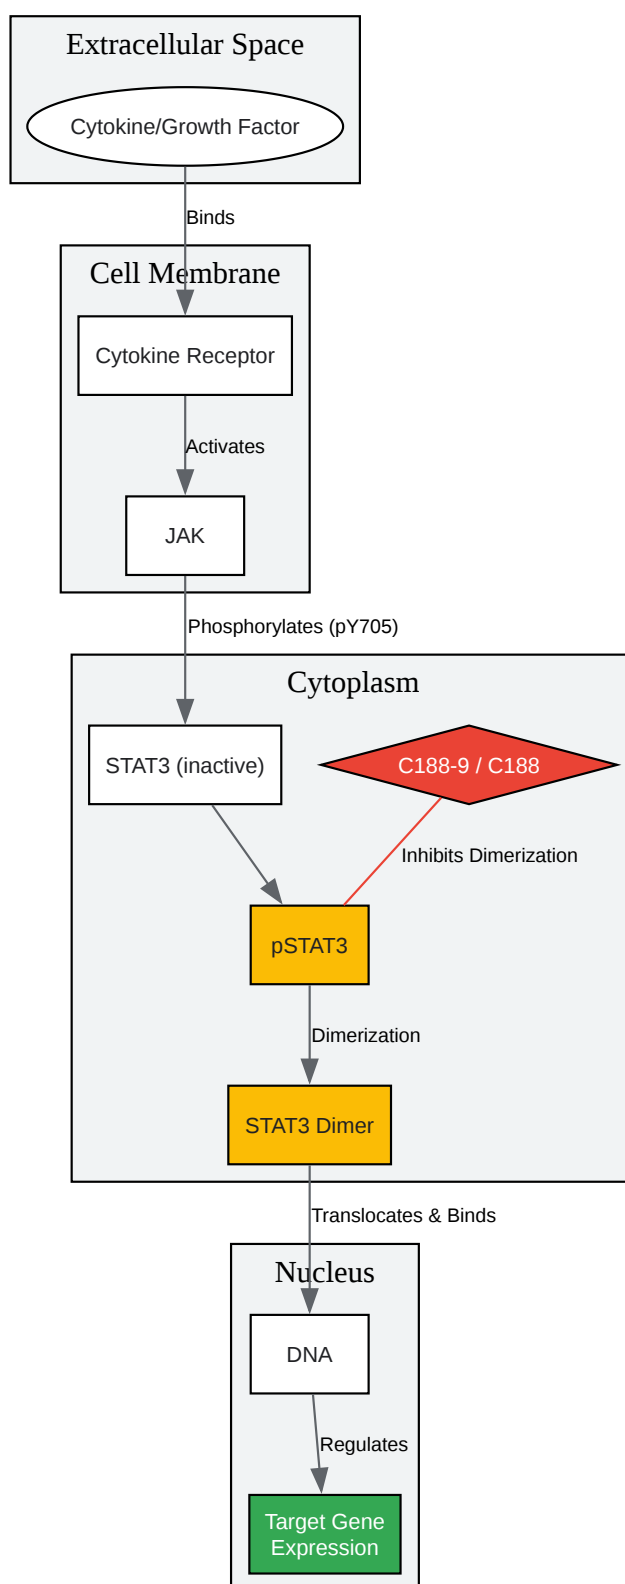 Extracellular Space
Cytokine/Growth Factor
Binds
Cell Membrane
Cytokine Receptor
Activates
JAK
Phosphorylates (pY705)
Cytoplasm
STAT3 (inactive)
C188-9 / C188
Inhibits Dimerization
pSTAT3
Dimerization
STAT3 Dimer
Translocates & Binds
Nucleus
DNA
Regulates
Target Gene
Expression